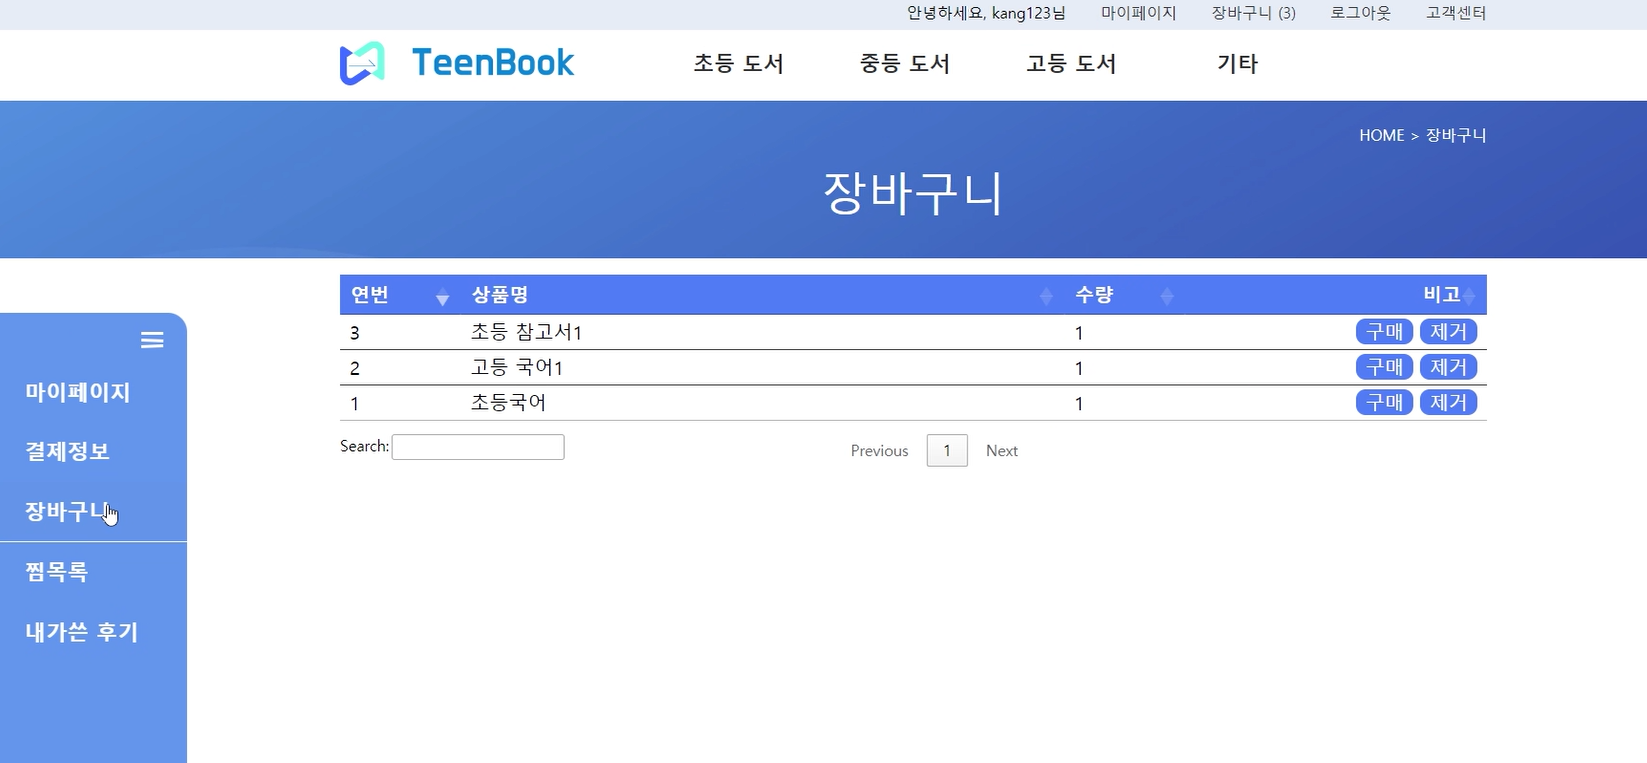 안녕하세요, kang123님 마이페이지 장바구니 (3) 로그아웃 고객센터
TeenBook 초등 도서 중등 도서 고등 도서 기타
HOME > 장바구니
장바구니
연번 상품명 수량 비고
3 초등 참고서1 1 구매 제거
2 고등 국어1 1 구매 제거
1 초등국어 1 구매 제거
Search: Previous 1 Next
마이페이지
결제정보
장바구니
찜목록
내가쓴 후기